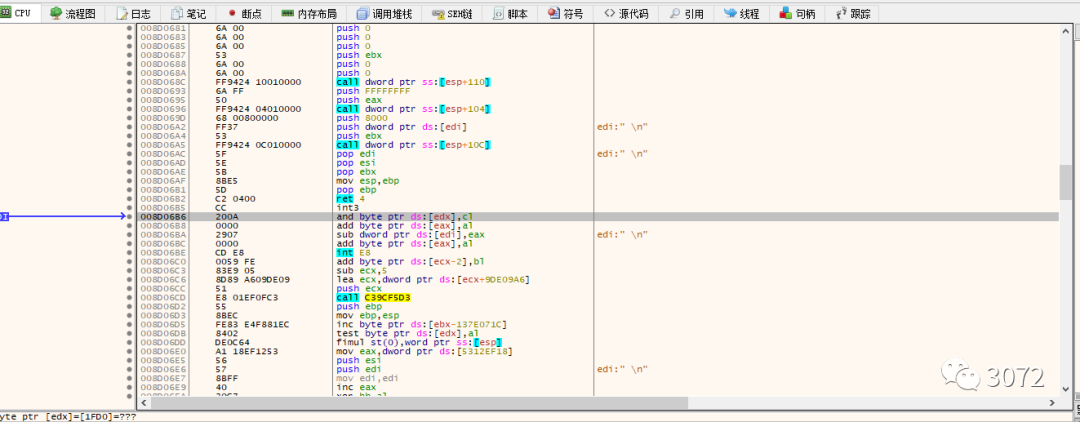 CPU 流程图 日志 笔记 断点 内存布局 调用堆栈 SEH链 脚本 符号 源代码 引用 线程 句柄 跟踪
008D0681 6A 00 push 0
008D0683 6A 00 push 0
008D0685 6A 00 push 0
008D0687 53 push ebx
008D0688 6A 00 push 0
008D068A 6A 00 push 0
008D068C FF9424 10010000 call dword ptr ss:[esp+110]
008D0693 6A FF push FFFFFFFF
008D0695 50 push eax
008D0696 FF9424 04010000 call dword ptr ss:[esp+104]
008D069D 68 00800000 push 8000
008D06A2 FF37 push dword ptr ds:[edi] edi:" \n"
008D06A4 53 push ebx
008D06A5 FF9424 0C010000 call dword ptr ss:[esp+10C]
008D06AC 5F pop edi edi:" \n"
008D06AD 5E pop esi
008D06AE 5B pop ebx
008D06AF 8BE5 mov esp,ebp
008D06B1 5D pop ebp
008D06B2 C2 0400 ret 4
008D06B5 CC int3
008D06B6 200A and byte ptr ds:[edx],cl
008D06B8 0000 add byte ptr ds:[eax],al
008D06BA 2907 sub dword ptr ds:[edi],eax edi:" \n"
008D06BC 0000 add byte ptr ds:[eax],al
008D06BE CD E8 int E8
008D06C0 0059 FE add byte ptr ds:[ecx-2],bl
008D06C3 83E9 05 sub ecx,5
008D06C6 8D89 A609DE09 lea ecx,dword ptr ds:[ecx+9DE09A6]
008D06CC 51 push ecx
008D06CD E8 01EF0FC3 call C39CF5D3
008D06D2 55 push ebp
008D06D3 8BEC mov ebp,esp
008D06D5 FE83 E4F881EC inc byte ptr ds:[ebx-137E071C]
008D06DB 8402 test byte ptr ds:[edx],al
008D06DD DE0C64 fimul st(0),word ptr ss:[esp]
008D06E0 A1 18EF1253 mov eax,dword ptr ds:[5312EF18]
008D06E5 56 push esi
008D06E6 57 push edi edi:" \n"
008D06E7 8BFF mov edi,edi
008D06E9 40 inc eax
3072
yte ptr [edx]=[1FD0]=???